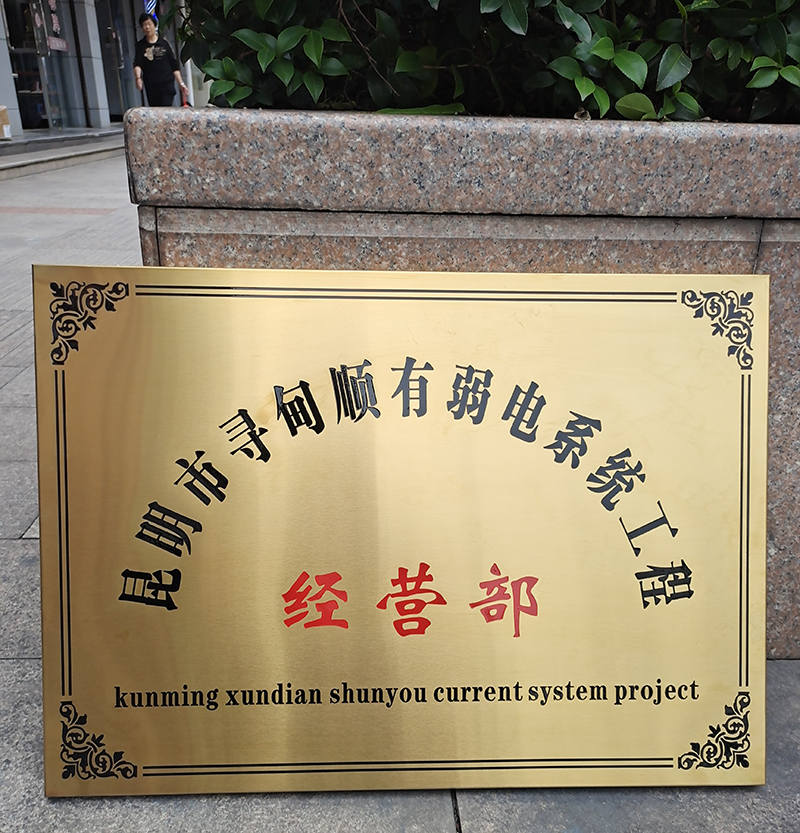 昆明市寻甸顺有弱电系统工程
经营部
kunming xundian shunyou current system project